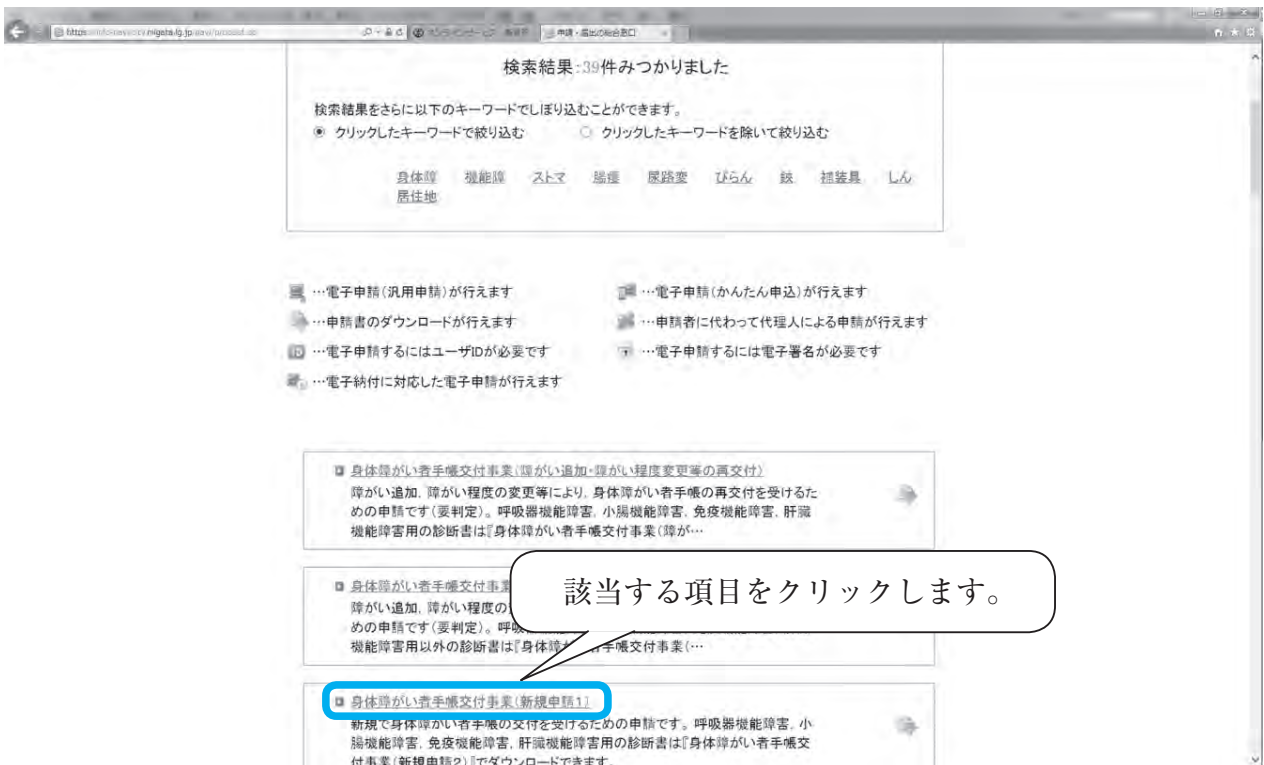 申請・届出の総合窓口
検索結果:39件みつかりました
検索結果をさらに以下のキーワードでしぼり込むことができます。
クリックしたキーワードで絞り込む クリックしたキーワードを除いて絞り込む
身体障 機能障 ストマ 腸瘻 尿路変 びらん 鋏 補装具 しん
居住地
…電子申請(汎用申請)が行えます …電子申請(かんたん申込)が行えます
…申請書のダウンロードが行えます …申請者に代わって代理人による申請が行えます
ID …電子申請するにはユーザIDが必要です …電子申請するには電子署名が必要です
…電子納付に対応した電子申請が行えます
身体障がい者手帳交付事業(障がい追加・障がい程度変更等の再交付)
障がい追加, 障がい程度の変更等により, 身体障がい者手帳の再交付を受けるた
めの申請です(要判定)。呼吸器機能障害, 小腸機能障害, 免疫機能障害, 肝臓
機能障害用の診断書は『身体障がい者手帳交付事業(障が…
該当する項目をクリックします。
身体障がい者手帳交付事業
障がい追加, 障がい程度の
めの申請です(要判定)。呼吸
機能障害用以外の診断書は『身体障 者手帳交付事業(…
身体障がい者手帳交付事業(新規申請1)
新規で身体障がい者手帳の交付を受けるための申請です。呼吸器機能障害, 小
腸機能障害, 免疫機能障害, 肝臓機能障害用の診断書は『身体障がい者手帳交
付事業(新規申請2)』でダウンロードできます。